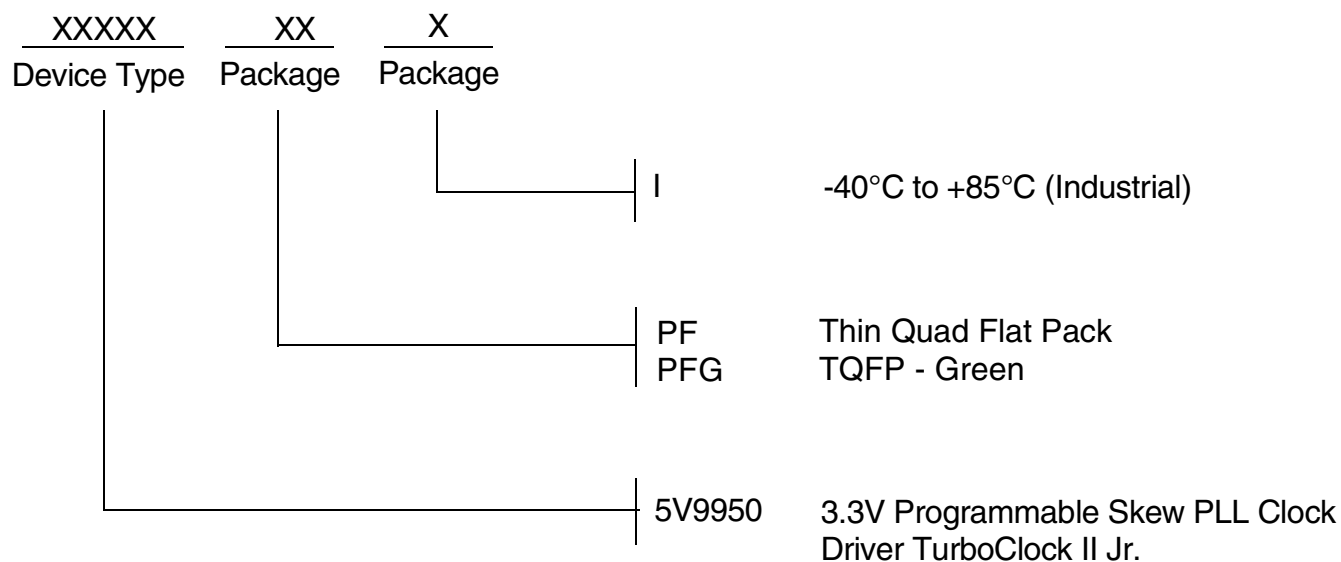 XXXXX XX X
Device Type Package Package
I -40°C to +85°C (Industrial)
PF Thin Quad Flat Pack
PFG TQFP - Green
5V9950 3.3V Programmable Skew PLL Clock
Driver TurboClock II Jr.